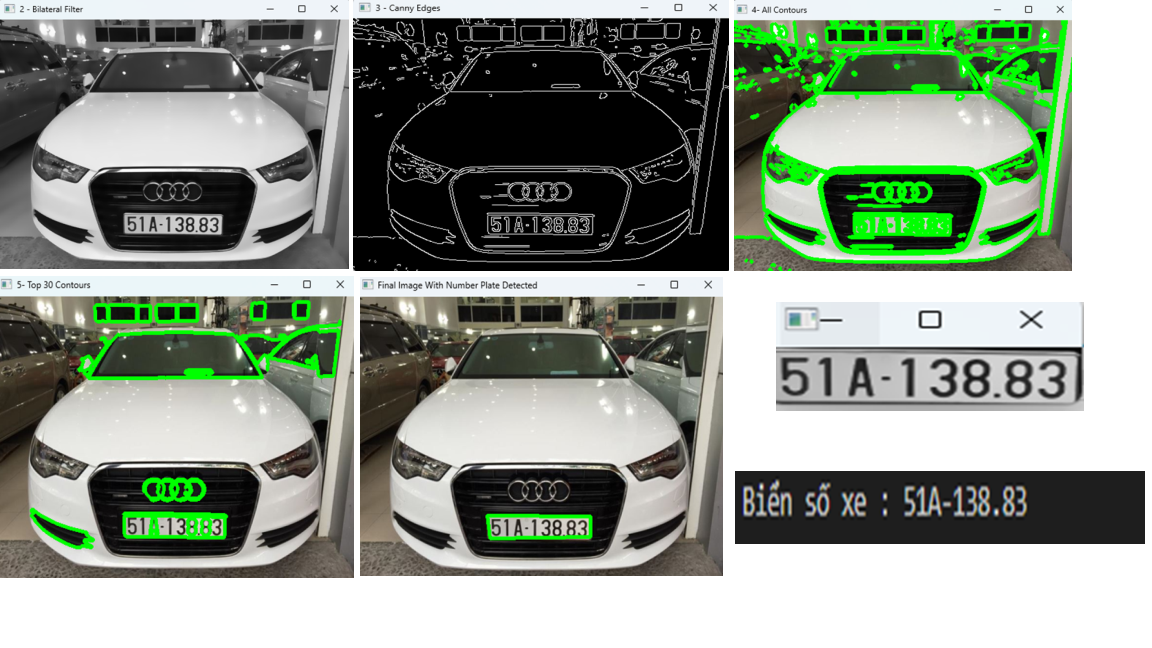 2 - Bilateral Filter
51A-138.83
3 - Canny Edges
51A-138.83
4- All Contours
5- Top 30 Contours
51A-138.83
Final Image With Number Plate Detected
51A-138.83
51A-138.83
Biển số xe : 51A-138.83